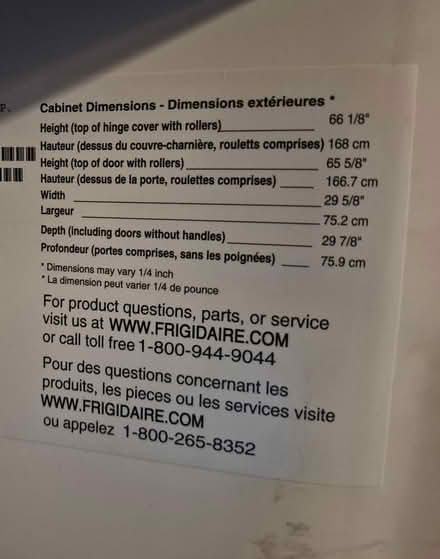 P.
Cabinet Dimensions - Dimensions extérieures *
Height (top of hinge cover with rollers) 66 1/8"
Hauteur (dessus du couvre-charnière, roulettes comprises) 168 cm
Height (top of door with rollers) 65 5/8"
Hauteur (dessus de la porte, roulettes comprises) 166.7 cm
Width 29 5/8"
Largeur 75.2 cm
Depth (including doors without handles) 29 7/8"
Profondeur (portes comprises, sans les poignées) 75.9 cm
* Dimensions may vary 1/4 inch
* La dimension peut varier 1/4 de pouce
For product questions, parts, or service
visit us at WWW.FRIGIDAIRE.COM
or call toll free 1-800-944-9044
Pour des questions concernant les
produits, les pieces ou les services visite
WWW.FRIGIDAIRE.COM
ou appelez 1-800-265-8352